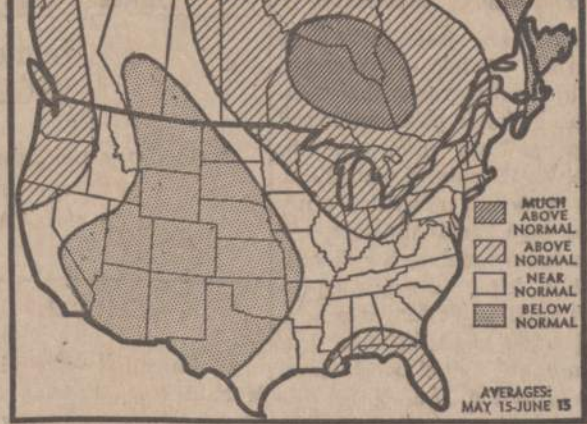 MUCH
ABOVE
NORMAL
ABOVE
NORMAL
NEAR
NORMAL
BELOW
NORMAL
AVERAGES:
MAY 15-JUNE 15